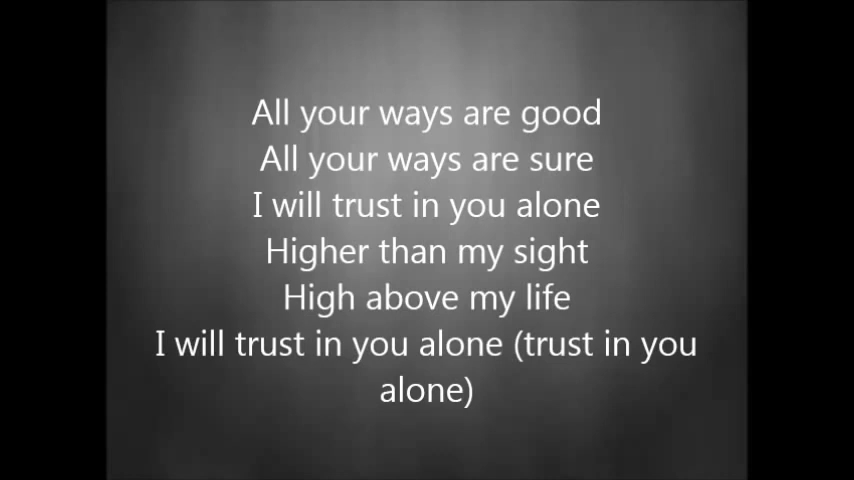 All your ways are good
All your ways are sure
I will trust in you alone
Higher than my sight
High above my life
I will trust in you alone (trust in you
alone)